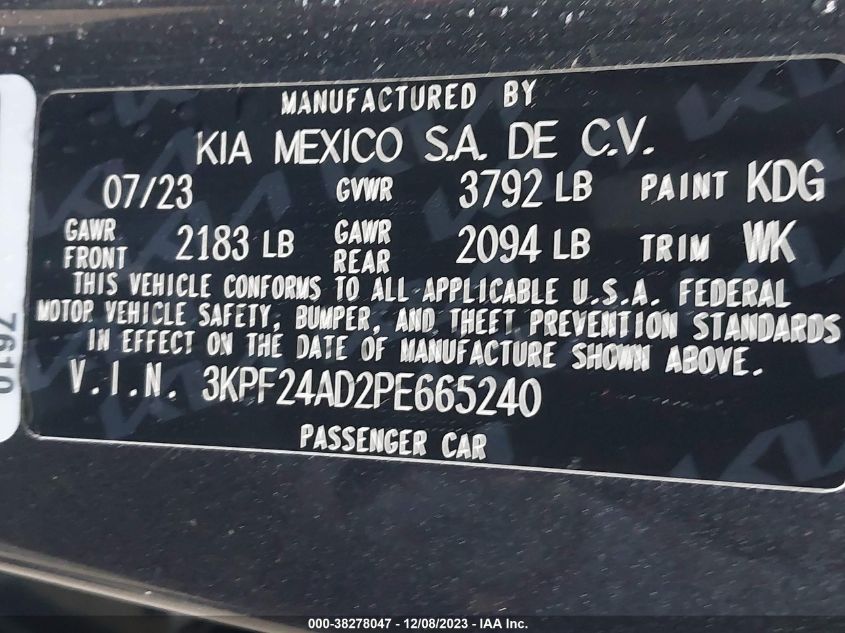 MANUFACTURED BY
KIA MEXICO S.A. DE C.V.
07/23 GVWR 3792 LB PAINT KDG
GAWR FRONT 2183 LB GAWR REAR 2094 LB TRIM WK
THIS VEHICLE CONFORMS TO ALL APPLICABLE U.S.A. FEDERAL
MOTOR VEHICLE SAFETY, BUMPER, AND THEFT PREVENTION STANDARDS
IN EFFECT ON THE DATE OF MANUFACTURE SHOWN ABOVE.
V.I.N. 3KPF24AD2PE665240
PASSENGER CAR
000-38278047 - 12/08/2023 - IAA Inc.